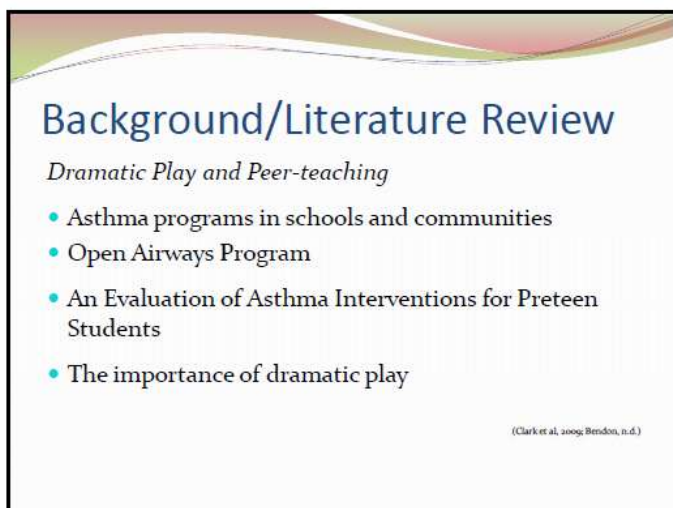 Background/Literature Review
Dramatic Play and Peer-teaching
• Asthma programs in schools and communities
• Open Airways Program
• An Evaluation of Asthma Interventions for Preteen
Students
• The importance of dramatic play
(Clark et al, 2009; Bendon, n.d.)